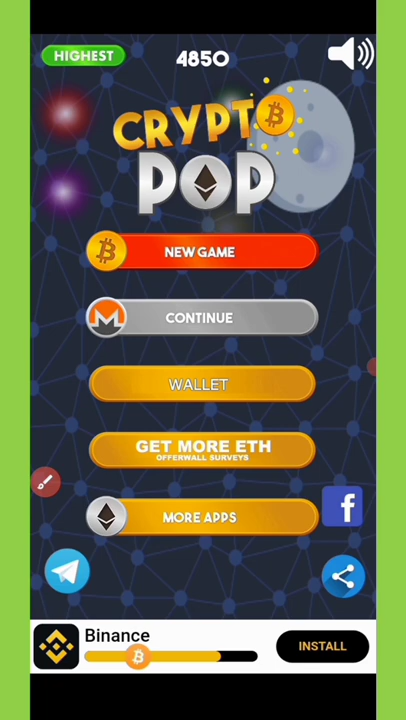 HIGHEST
4850
CRYPTO
POP
NEW GAME
CONTINUE
WALLET
GET MORE ETH
OFFERWALL SURVEYS
MORE APPS
Binance
INSTALL